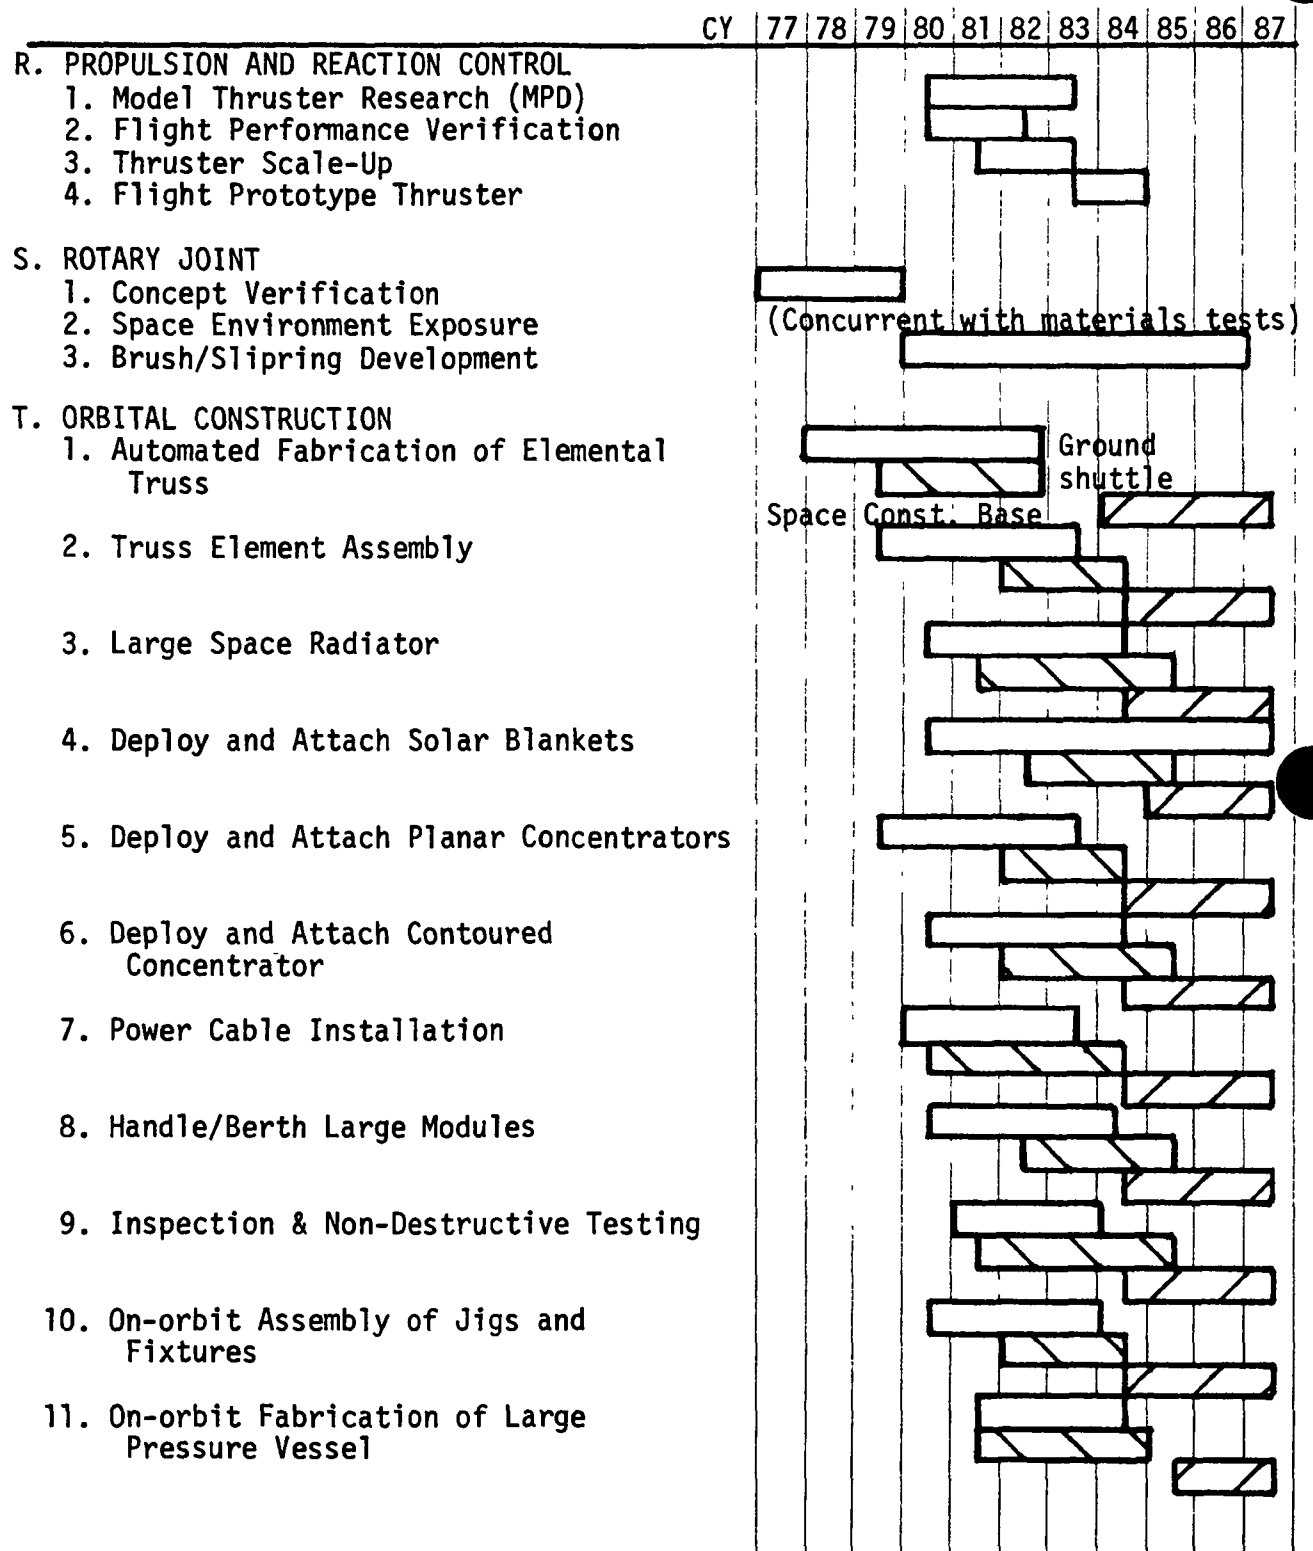 CY 77 78 79 80 81 82 83 84 85 86 87
R. PROPULSION AND REACTION CONTROL
1. Model Thruster Research (MPD)
2. Flight Performance Verification
3. Thruster Scale-Up
4. Flight Prototype Thruster
S. ROTARY JOINT
1. Concept Verification
2. Space Environment Exposure (Concurrent with materials tests)
3. Brush/Slipring Development
T. ORBITAL CONSTRUCTION
1. Automated Fabrication of Elemental Ground
Truss shuttle
Space Const. Base
2. Truss Element Assembly
3. Large Space Radiator
4. Deploy and Attach Solar Blankets
5. Deploy and Attach Planar Concentrators
6. Deploy and Attach Contoured
Concentrator
7. Power Cable Installation
8. Handle/Berth Large Modules
9. Inspection & Non-Destructive Testing
10. On-orbit Assembly of Jigs and
Fixtures
11. On-orbit Fabrication of Large
Pressure Vessel